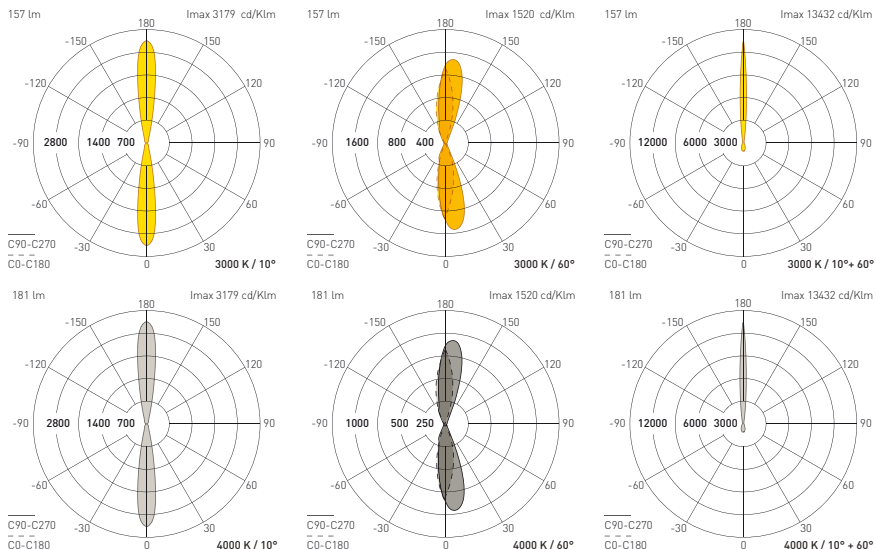 157 lm 180 Imax 3179 cd/Klm
-150 150
-120 120
-90 2800 1400 700 90
-60 60
-30 30
C90-C270
C0-C180 0 3000 K / 10°
157 lm 180 Imax 1520 cd/Klm
-150 150
-120 120
-90 1600 800 400 90
-60 60
-30 30
C90-C270
C0-C180 0 3000 K / 60°
157 lm 180 Imax 13432 cd/Klm
-150 150
-120 120
-90 12000 6000 3000 90
-60 60
-30 30
C90-C270
C0-C180 0 3000 K / 10°+ 60°
181 lm 180 Imax 3179 cd/Klm
-150 150
-120 120
-90 2800 1400 700 90
-60 60
-30 30
C90-C270
C0-C180 0 4000 K / 10°
181 lm 180 Imax 1520 cd/Klm
-150 150
-120 120
-90 1000 500 250 90
-60 60
-30 30
C90-C270
C0-C180 0 4000 K / 60°
181 lm 180 Imax 13432 cd/Klm
-150 150
-120 120
-90 12000 6000 3000 90
-60 60
-30 30
C90-C270
C0-C180 0 4000 K / 10° + 60°